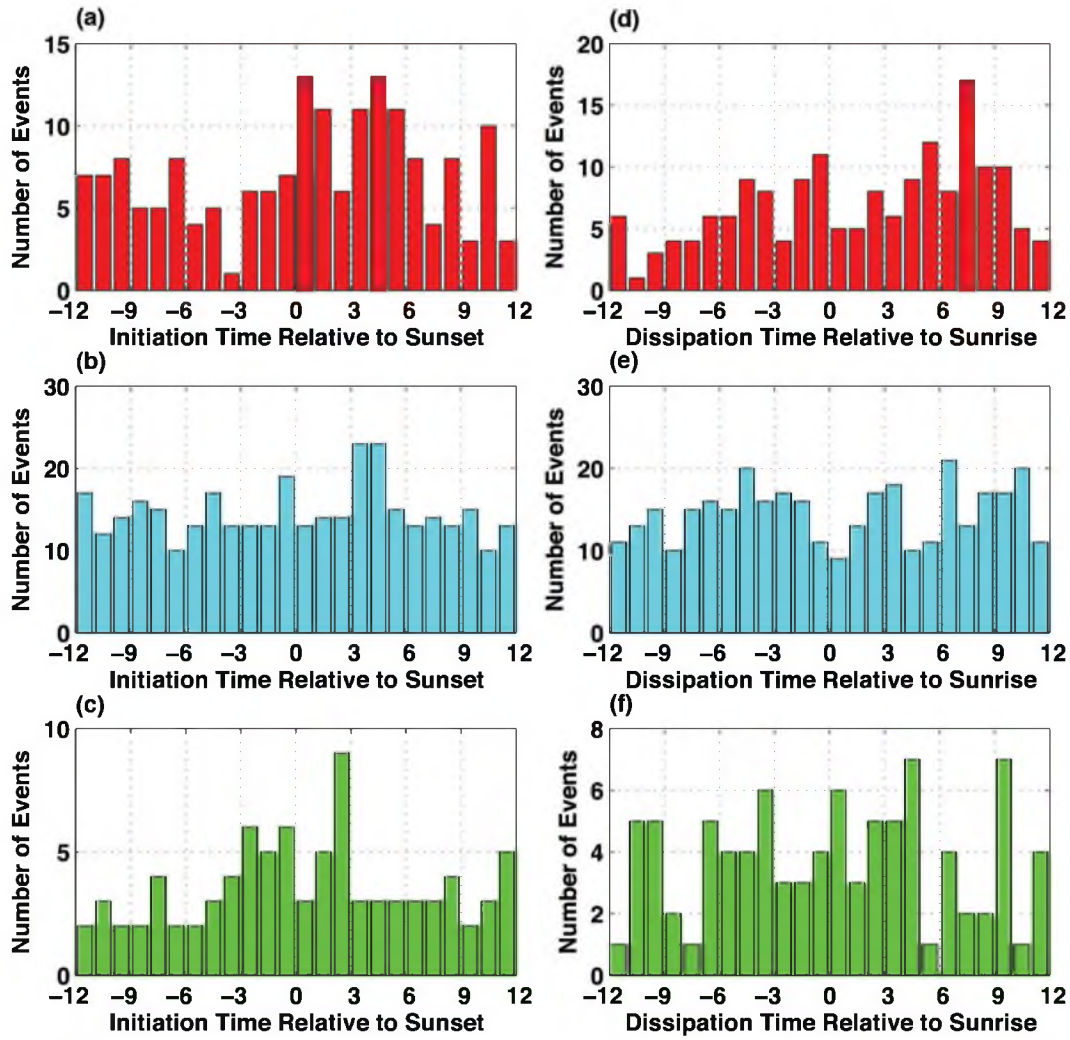 (a)
15
10
5
0
Number of Events
−12 −9 −6 −3 0 3 6 9 12
Initiation Time Relative to Sunset
(d)
20
15
10
5
0
Number of Events
−12 −9 −6 −3 0 3 6 9 12
Dissipation Time Relative to Sunrise
(b)
30
20
10
0
Number of Events
−12 −9 −6 −3 0 3 6 9 12
Initiation Time Relative to Sunset
(e)
30
20
10
0
Number of Events
−12 −9 −6 −3 0 3 6 9 12
Dissipation Time Relative to Sunrise
(c)
10
5
0
Number of Events
−12 −9 −6 −3 0 3 6 9 12
Initiation Time Relative to Sunset
(f)
8
6
4
2
0
Number of Events
−12 −9 −6 −3 0 3 6 9 12
Dissipation Time Relative to Sunrise